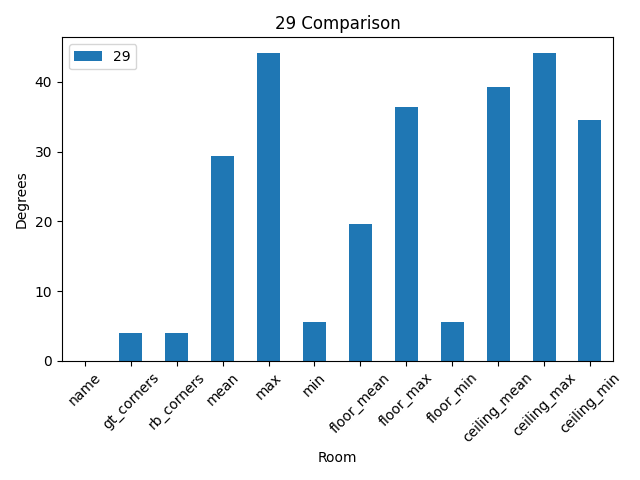 29 Comparison
29
Degrees
40
30
20
10
0
name
gt_corners
rb_corners
mean
max
min
floor_mean
floor_max
floor_min
ceiling_mean
ceiling_max
ceiling_min
Room